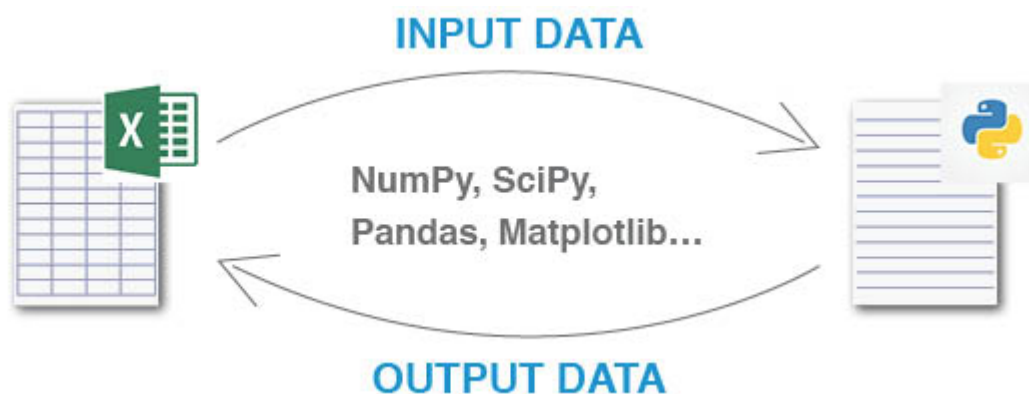 INPUT DATA
X
NumPy, SciPy,
Pandas, Matplotlib...
OUTPUT DATA